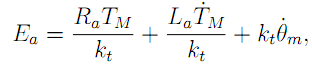 $$E_a = \frac{R_a T_M}{k_t} + \frac{L_a \dot{T}_M}{k_t} + k_t \dot{\theta}_m,$$